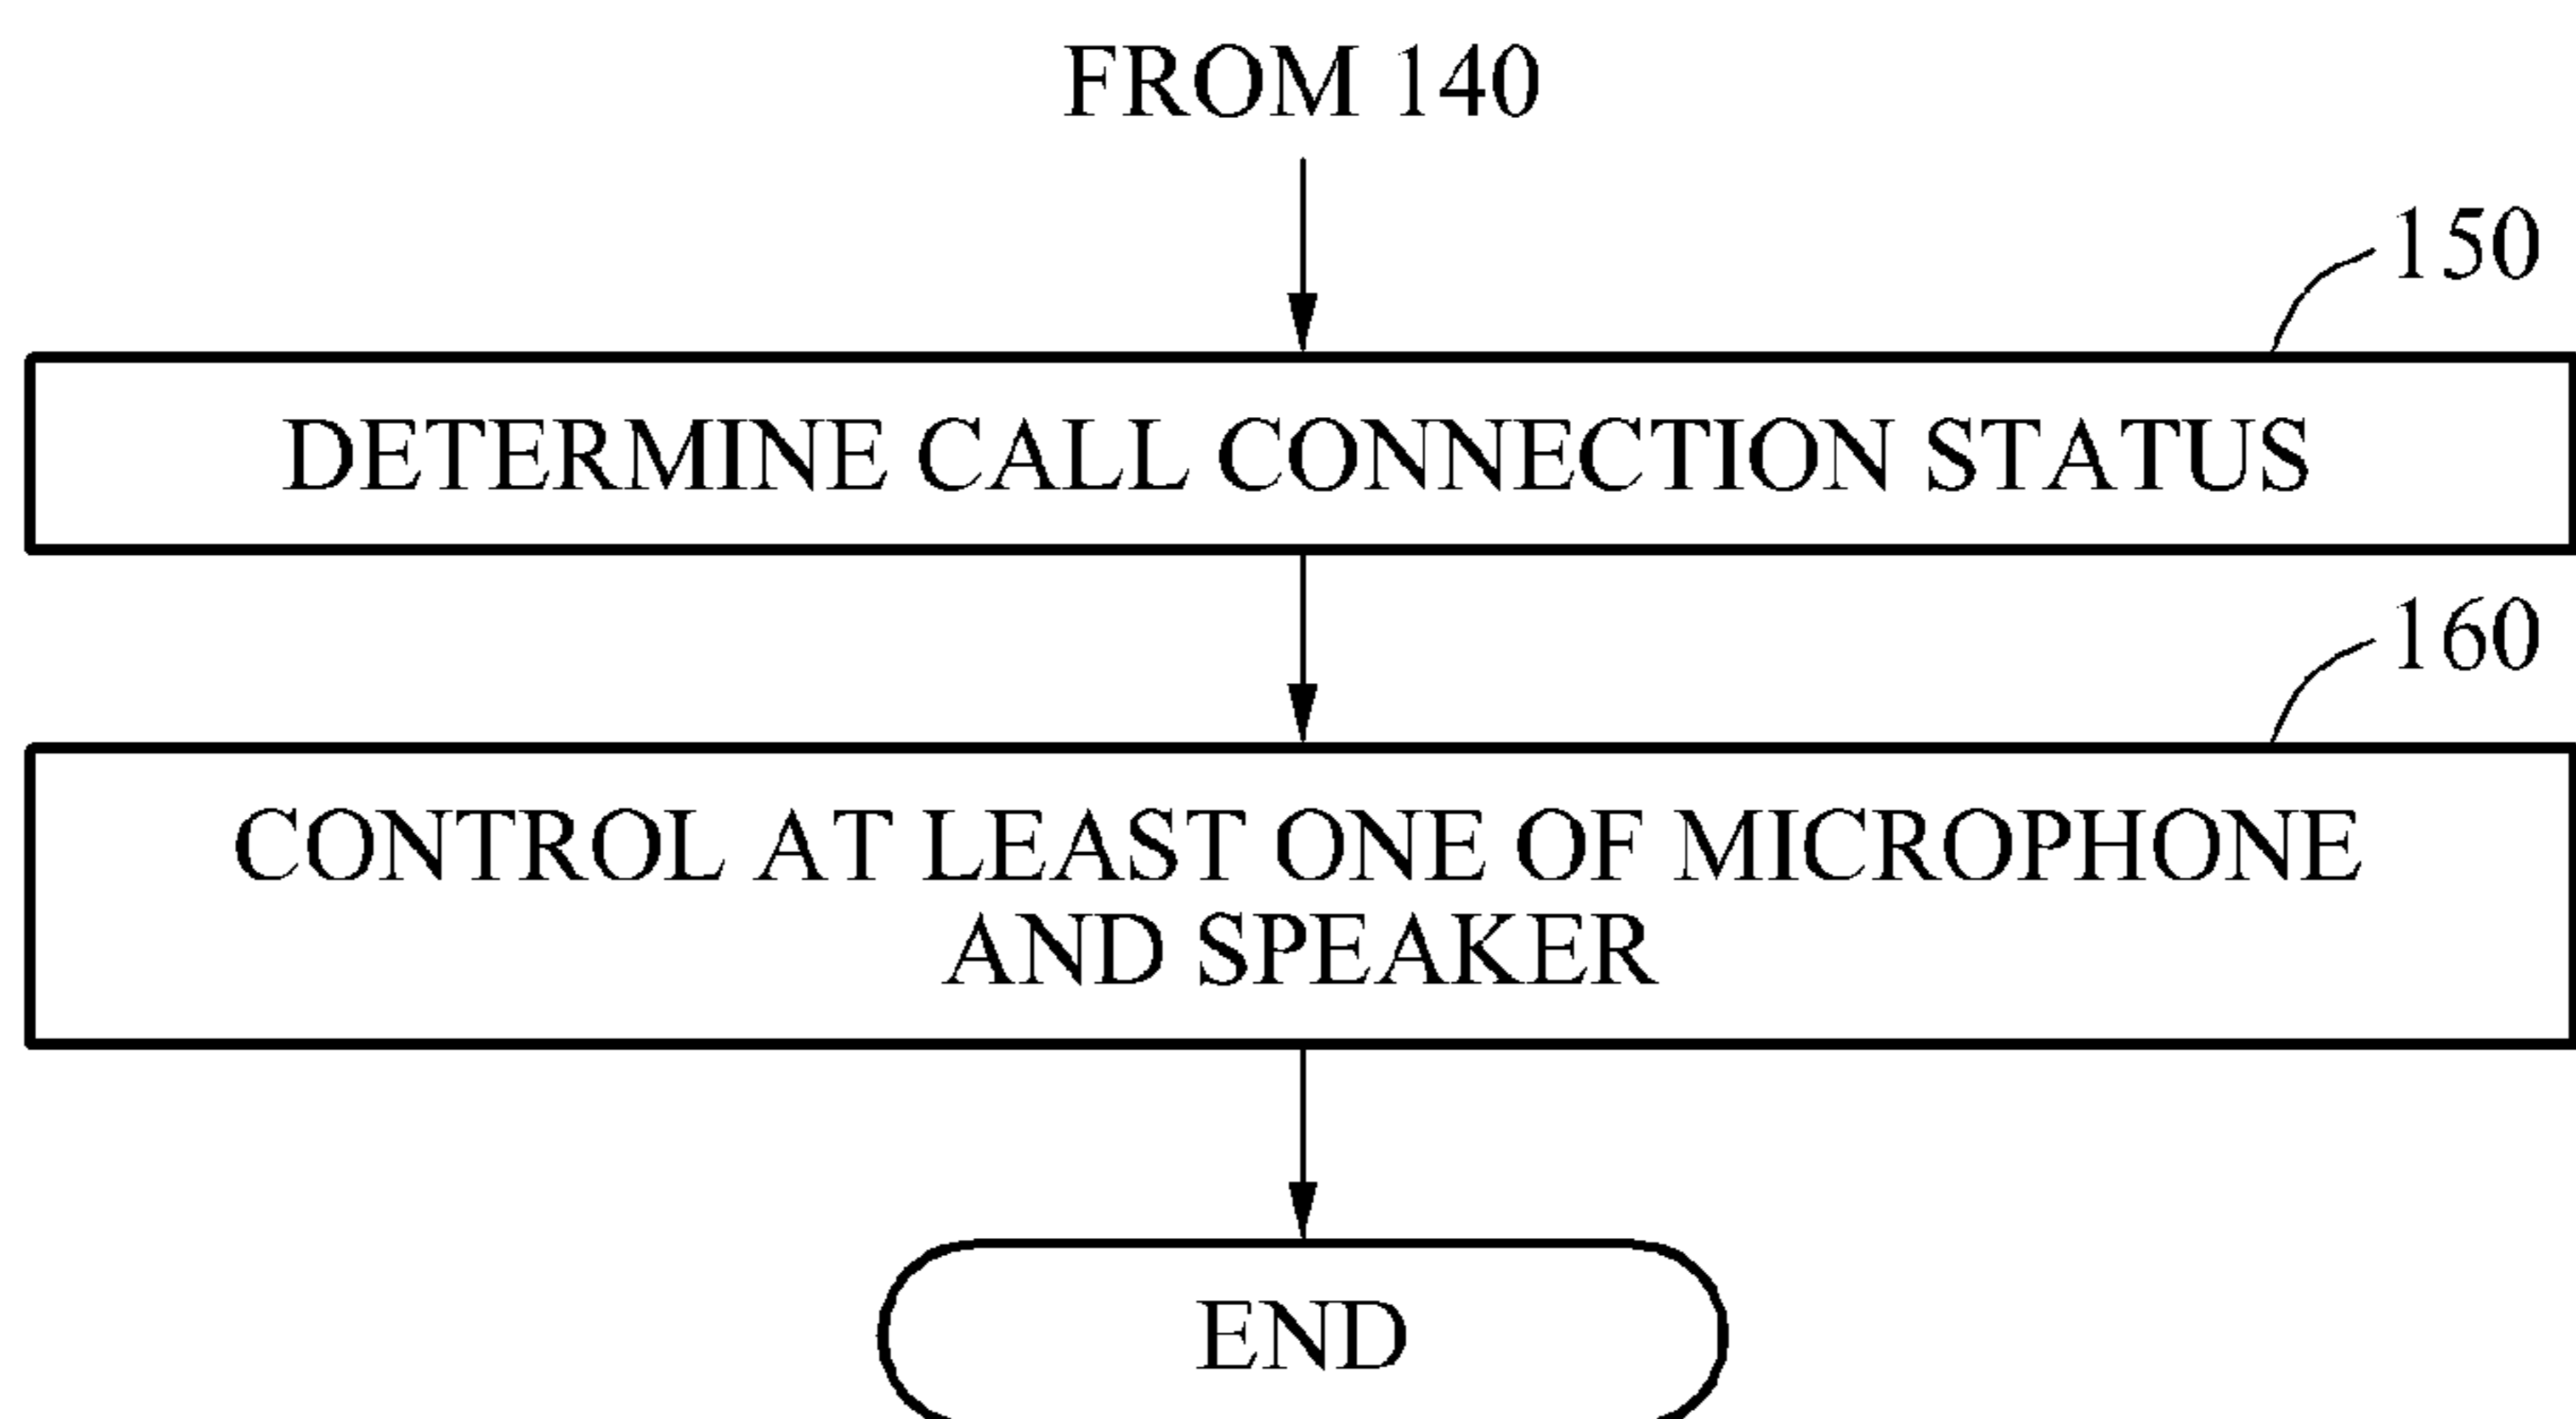 FROM 140
150
DETERMINE CALL CONNECTION STATUS
160
CONTROL AT LEAST ONE OF MICROPHONE
AND SPEAKER
END